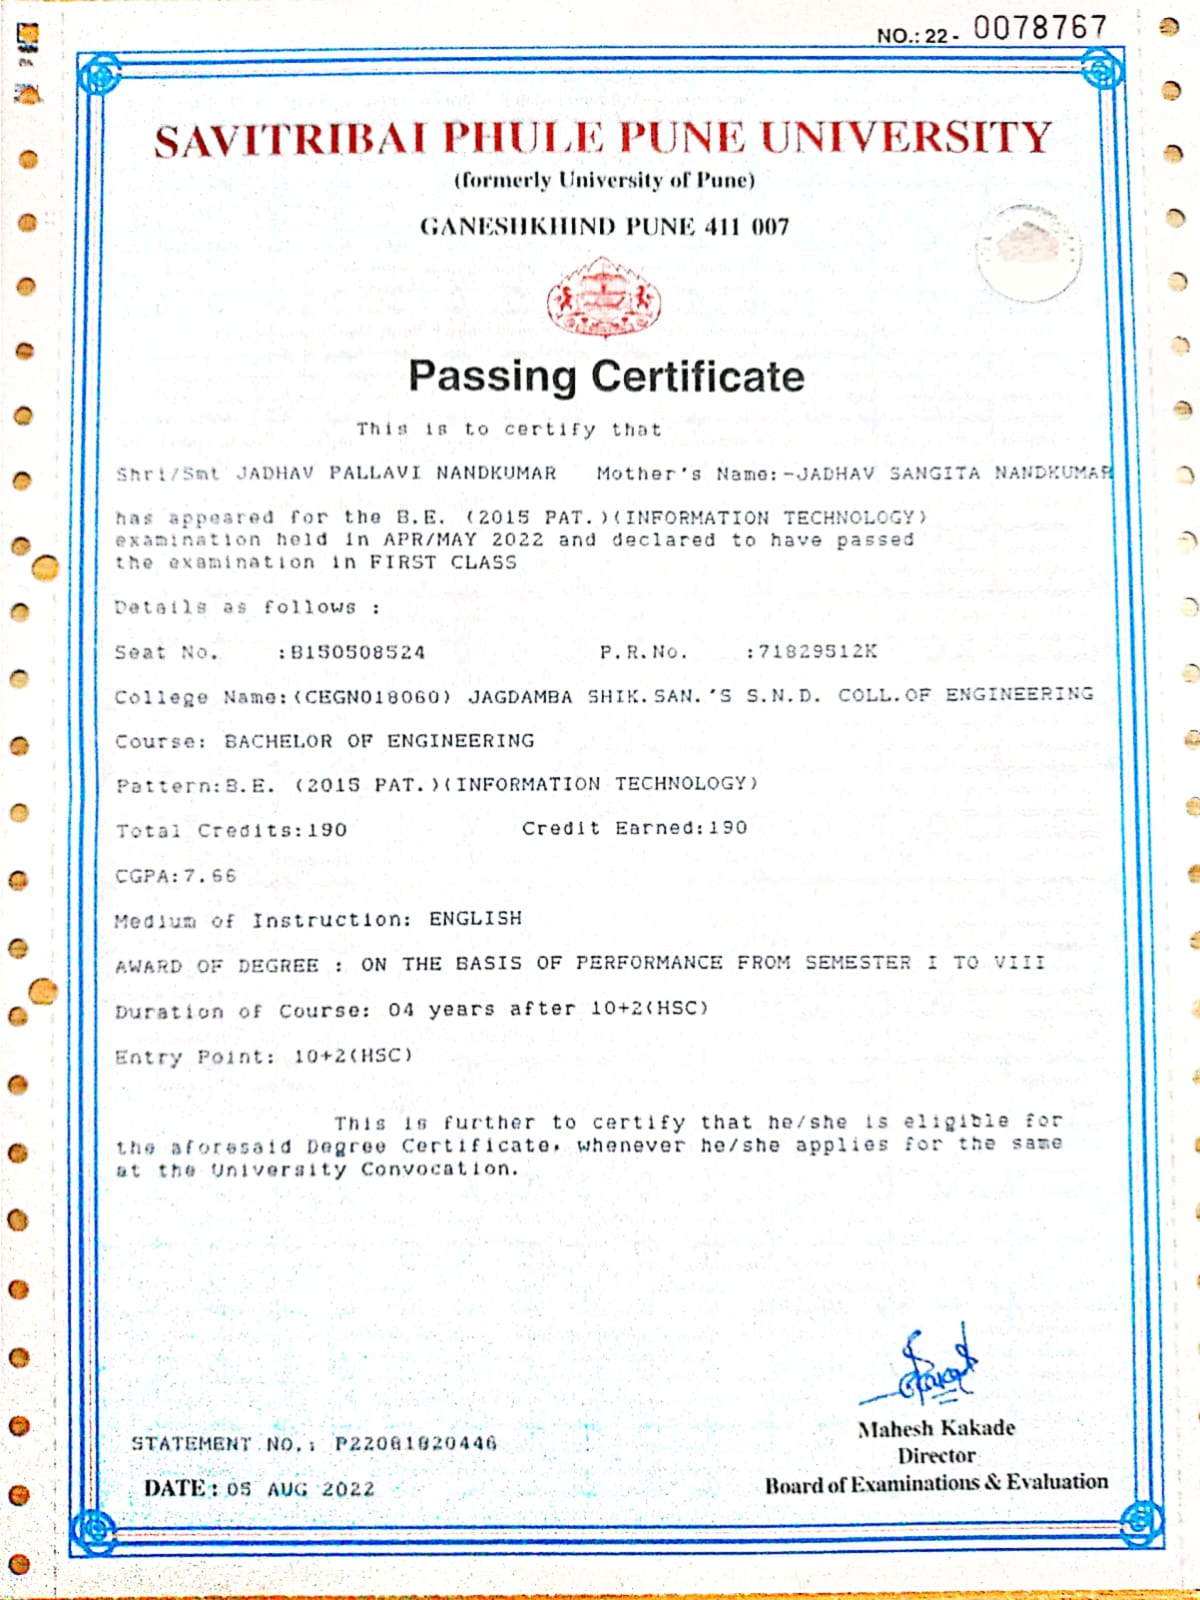 NO.: 22 - 0078767
SAVITRIBAI PHULE PUNE UNIVERSITY
(formerly University of Pune)
GANESHKHIND PUNE 411 007
Passing Certificate
This is to certify that
Shri/Smt JADHAV PALLAVI NANDKUMAR Mother's Name:-JADHAV SANGITA NANDKUMAR
has appeared for the B.E. (2015 PAT.)(INFORMATION TECHNOLOGY)
examination held in APR/MAY 2022 and declared to have passed
the examination in FIRST CLASS
Details as follows :
Seat No. :B150508524 P.R.No. :71829512K
College Name:(CEGN018060) JAGDAMBA SHIK.SAN.'S S.N.D. COLL.OF ENGINEERING
Course: BACHELOR OF ENGINEERING
Pattern:B.E. (2015 PAT.)(INFORMATION TECHNOLOGY)
Total Credits:190 Credit Earned:190
CGPA:7.66
Medium of Instruction: ENGLISH
AWARD OF DEGREE : ON THE BASIS OF PERFORMANCE FROM SEMESTER I TO VIII
Duration of Course: 04 years after 10+2(HSC)
Entry Point: 10+2(HSC)
This is further to certify that he/she is eligible for
the aforesaid Degree Certificate, whenever he/she applies for the same
at the University Convocation.
Mahesh Kakade
Director
Board of Examinations & Evaluation
STATEMENT NO.: P22081820446
DATE : 05 AUG 2022